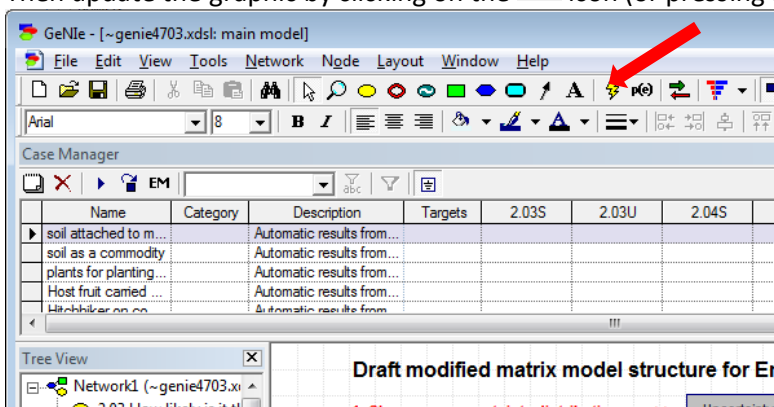 Then update the graphic by clicking on the icon (or pressing
GeNIe - [~genie4703.xdsl: main model]
File Edit View Tools Network Node Layout Window Help
A P(e)
Arial 8 B I A
Case Manager
EM abc
Name Category Description Targets 2.03S 2.03U 2.04S
soil attached to m... Automatic results from...
soil as a commodity Automatic results from...
plants for planting... Automatic results from...
Host fruit carried ... Automatic results from...
Hitchhiker on co... Automatic results from...
Tree View X
Draft modified matrix model structure for Er
Network1 (~genie4703.x